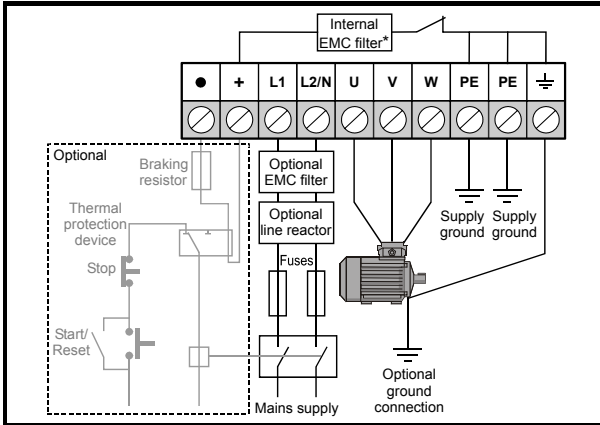 Internal
EMC filter*
● + L1 L2/N U V W PE PE ⏚
Optional
Braking
resistor
Thermal
protection
device
Stop
Start/
Reset
Optional
EMC filter
Optional
line reactor
Fuses
Mains supply
Supply
ground
Supply
ground
Optional
ground
connection